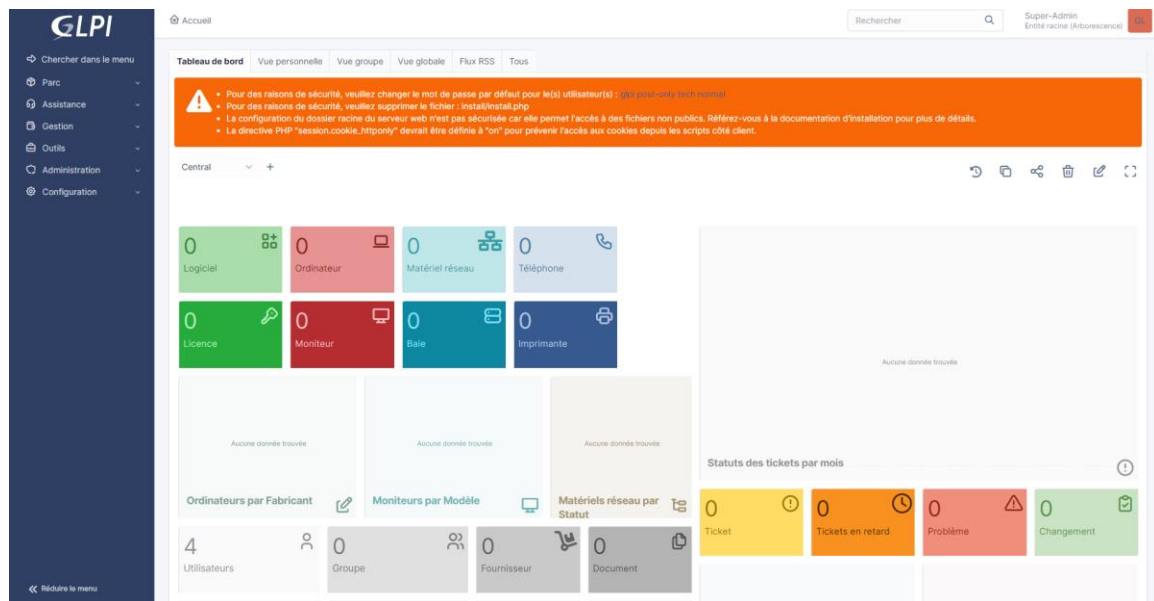 GLPI
Accueil
Rechercher
Super-Admin
Entité racine (Arborescence)
GL
Chercher dans le menu
Parc
Assistance
Gestion
Outils
Administration
Configuration
Réduire le menu
Tableau de bord Vue personnelle Vue groupe Vue globale Flux RSS Tous
Pour des raisons de sécurité, veuillez changer le mot de passe par défaut pour le(s) utilisateur(s) : glpi post-only tech normal
Pour des raisons de sécurité, veuillez supprimer le fichier : install/install.php
La configuration du dossier racine du serveur web n'est pas sécurisée car elle permet l'accès à des fichiers non publics. Référez-vous à la documentation d'installation pour plus de détails.
La directive PHP "session.cookie_httponly" devrait être définie à "on" pour prévenir l'accès aux cookies depuis les scripts côté client.
Central
0
Logiciel
0
Ordinateur
0
Matériel réseau
0
Téléphone
0
Licence
0
Moniteur
0
Baie
0
Imprimante
Aucune donnée trouvée
Ordinateurs par Fabricant
Aucune donnée trouvée
Moniteurs par Modèle
Aucune donnée trouvée
Matériels réseau par
Statut
4
Utilisateurs
0
Groupe
0
Fournisseur
0
Document
Aucune donnée trouvée
Statuts des tickets par mois
0
Ticket
0
Tickets en retard
0
Problème
0
Changement